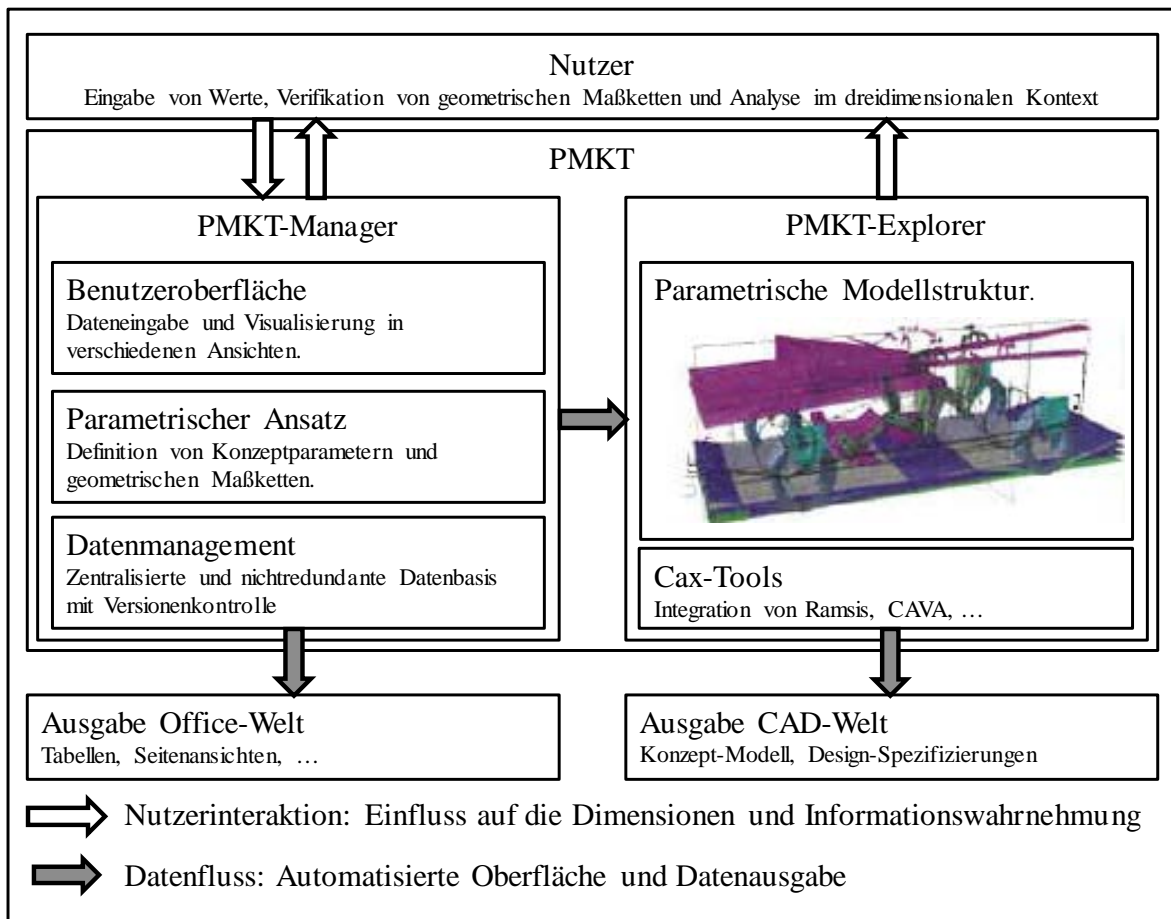 Nutzer
Eingabe von Werte, Verifikation von geometrischen Maßketten und Analyse im dreidimensionalen Kontext
PMKT
PMKT-Manager
Benutzeroberfläche
Dateneingabe und Visualisierung in
verschiedenen Ansichten.
Parametrischer Ansatz
Definition von Konzeptparametern und
geometrischen Maßketten.
Datenmanagement
Zentralisierte und nichtredundante Datenbasis
mit Versionenkontrolle
PMKT-Explorer
Parametrische Modellstruktur.
Cax-Tools
Integration von Ramsis, CAVA, …
Ausgabe Office-Welt
Tabellen, Seitenansichten, …
Ausgabe CAD-Welt
Konzept-Modell, Design-Spezifizierungen
Nutzerinteraktion: Einfluss auf die Dimensionen und Informationswahrnehmung
Datenfluss: Automatisierte Oberfläche und Datenausgabe